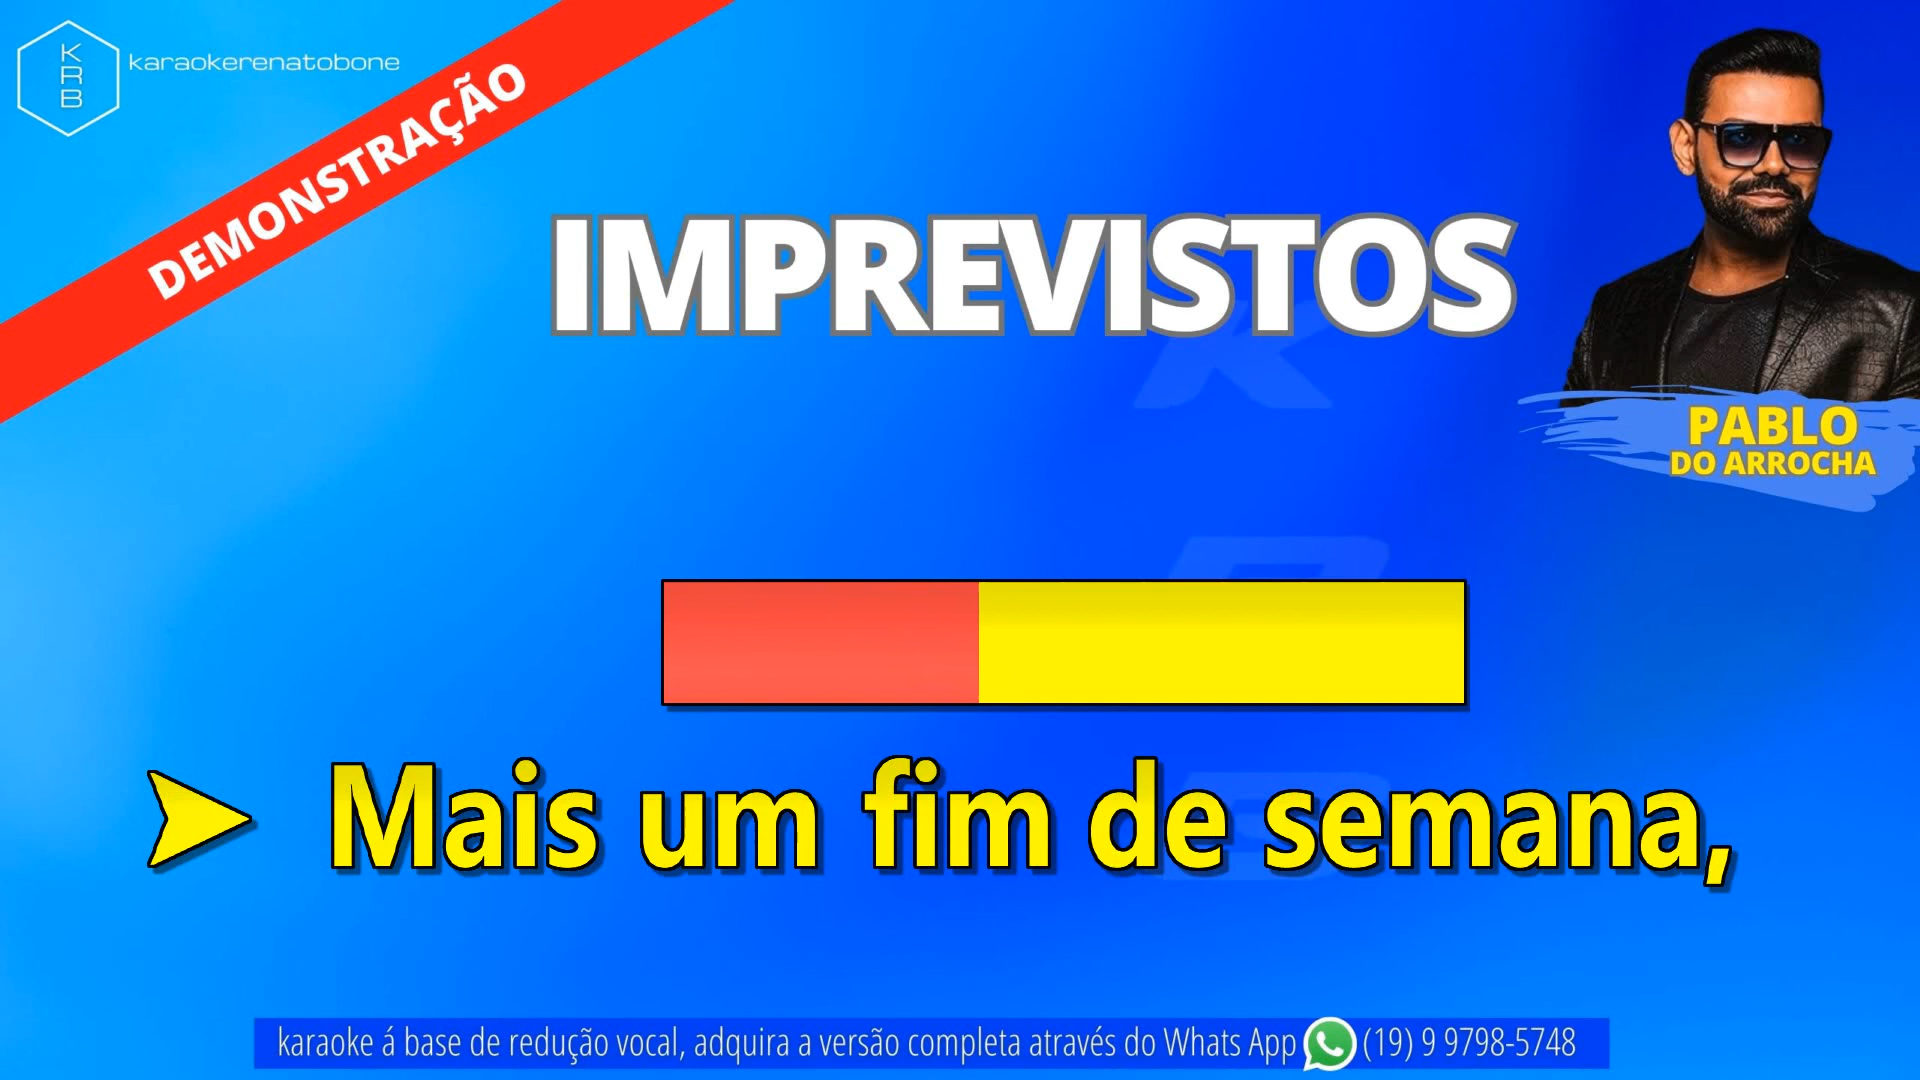 K
R
B
karaokerenatobone
DEMONSTRAÇÃO
IMPREVISTOS
PABLO
DO ARROCHA
K
R
B
Mais um fim de semana,
karaoke á base de redução vocal, adquira a versão completa através do Whats App (19) 9 9798-5748